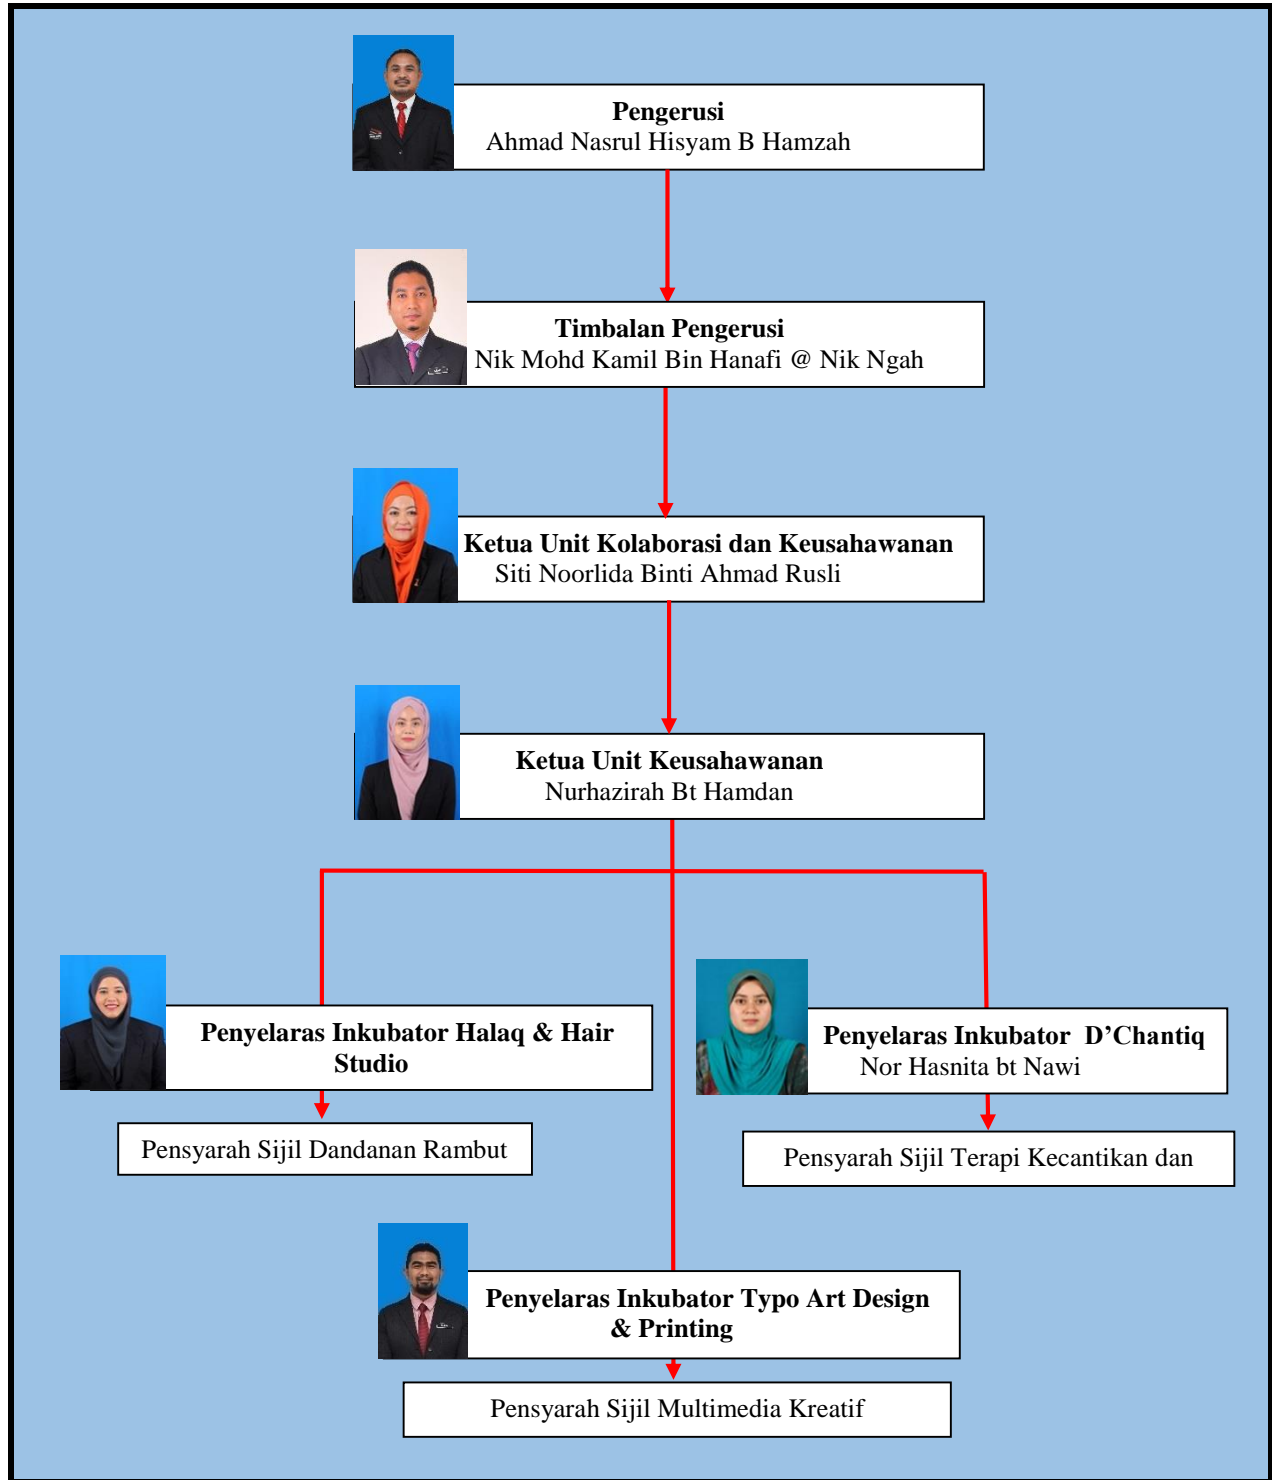 Pengerusi
Ahmad Nasrul Hisyam B Hamzah
Timbalan Pengerusi
Nik Mohd Kamil Bin Hanafi @ Nik Ngah
Ketua Unit Kolaborasi dan Keusahawanan
Siti Noorlida Binti Ahmad Rusli
Ketua Unit Keusahawanan
Nurhazirah Bt Hamdan
Penyelaras Inkubator Halaq & Hair
Studio
Pensyarah Sijil Dandanan Rambut
Penyelaras Inkubator  D’Chantiq
Nor Hasnita bt Nawi
Pensyarah Sijil Terapi Kecantikan dan
Penyelaras Inkubator Typo Art Design
& Printing
Pensyarah Sijil Multimedia Kreatif